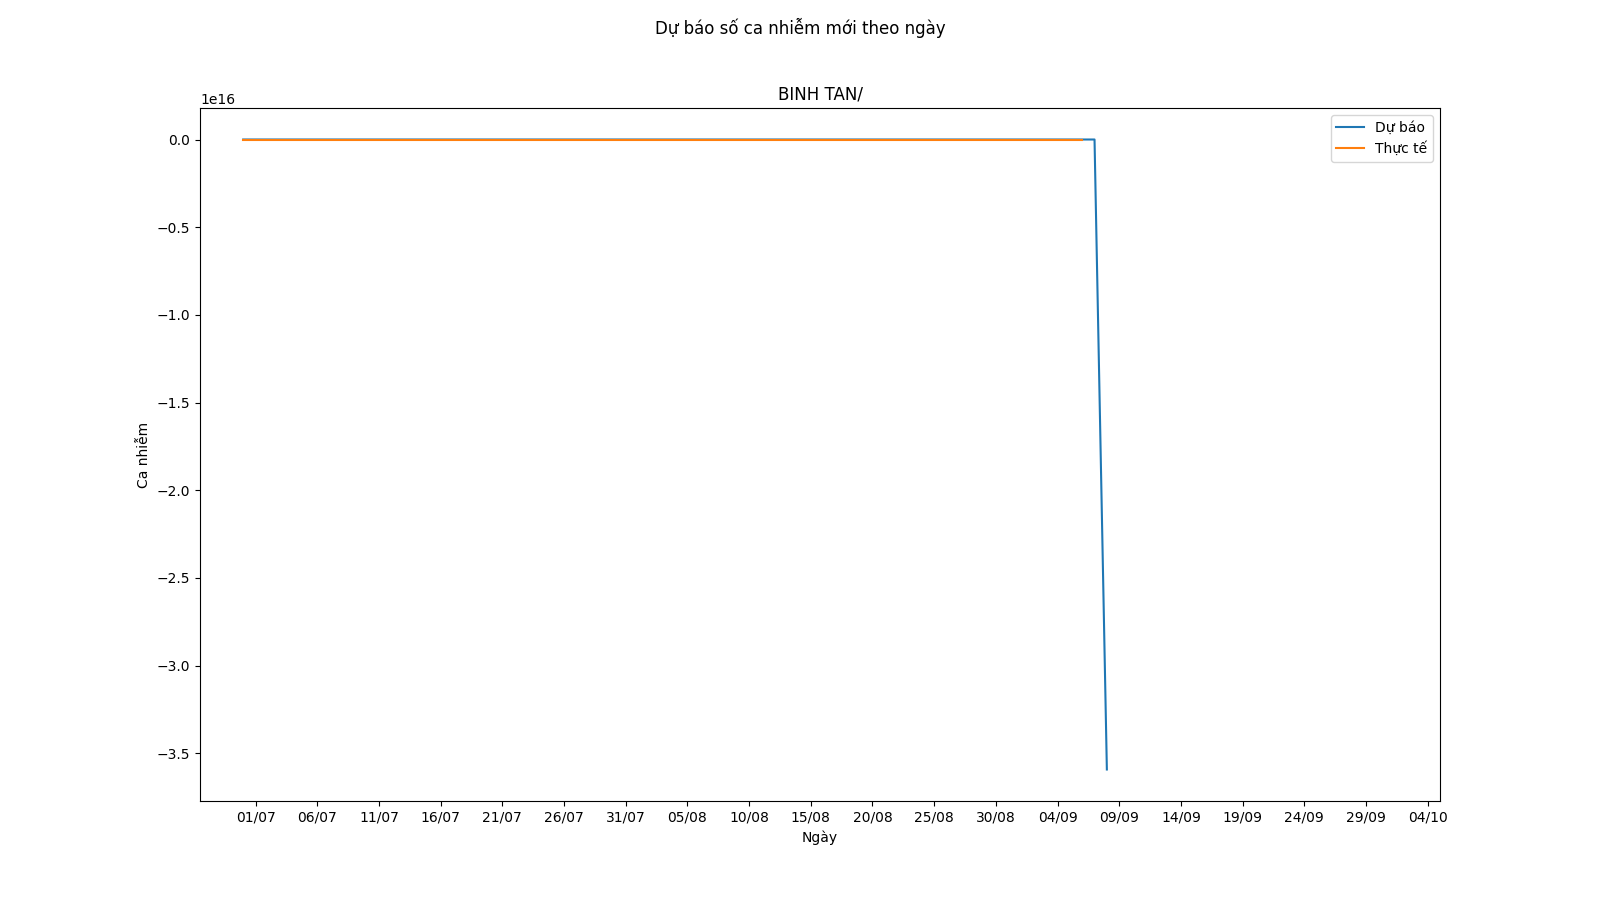 Dự báo số ca nhiễm mới theo ngày
BINH TAN/
1e16
Dự báo
Thực tế
0.0
−0.5
−1.0
−1.5
−2.0
−2.5
−3.0
−3.5
Ca nhiễm
01/07 06/07 11/07 16/07 21/07 26/07 31/07 05/08 10/08 15/08 20/08 25/08 30/08 04/09 09/09 14/09 19/09 24/09 29/09 04/10
Ngày